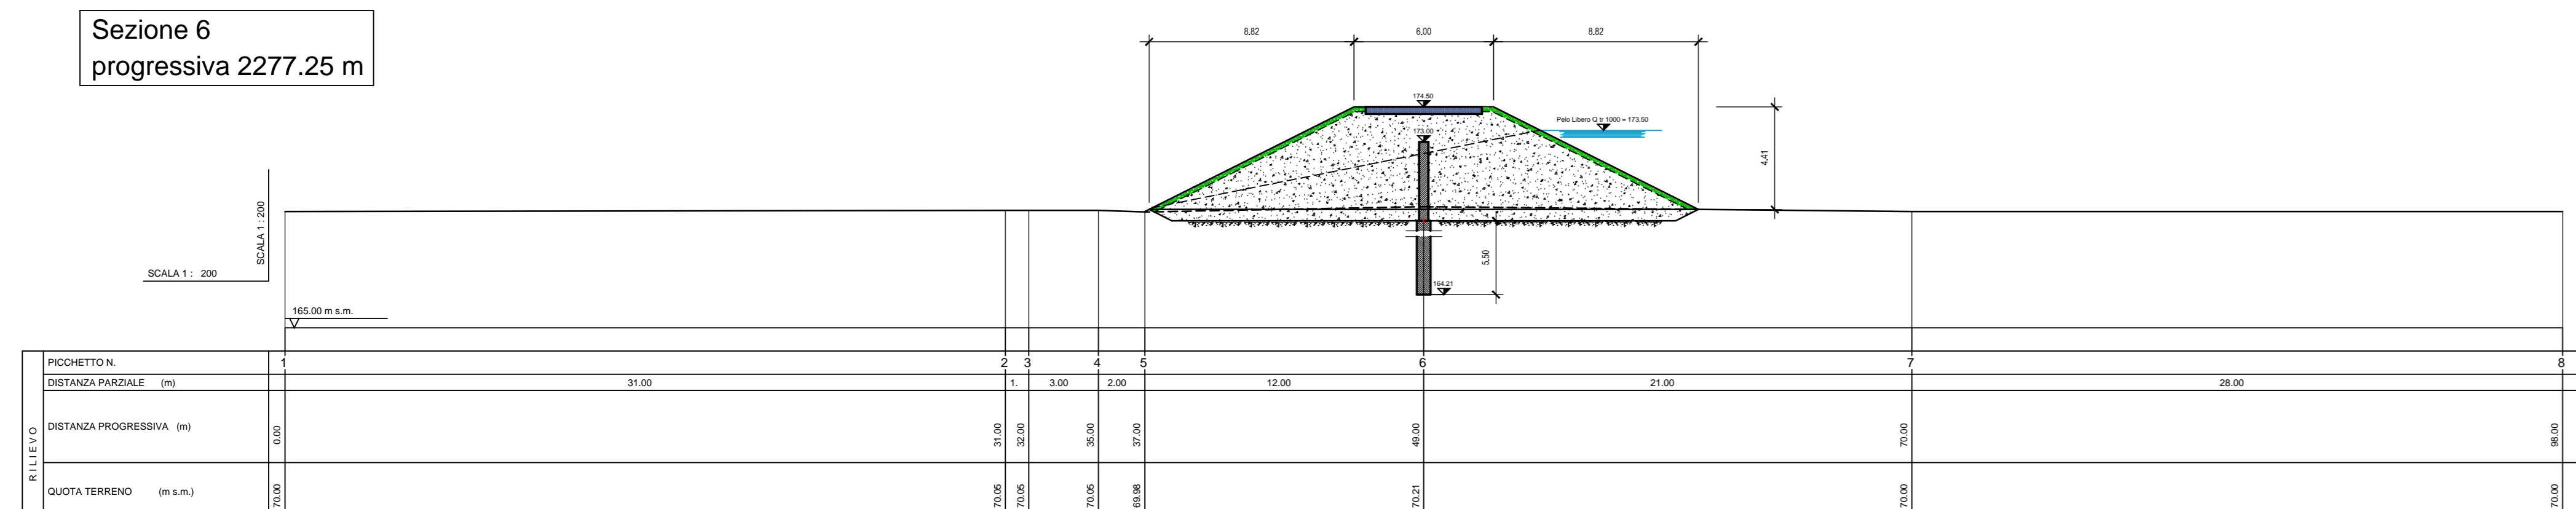 Sezione 6
progressiva 2277.25 m
8.82
6.00
8.82
174.50
Pelo Libero Q tr 1000 = 173.50
173.00
4.41
SCALA 1 : 200
SCALA 1 : 200
5.50
164.21
165.00 m s.m.
RILIEVO
PICCHETTO N.
1 2 3 4 5 6 7 8
DISTANZA PARZIALE (m)
31.00 1. 3.00 2.00 12.00 21.00 28.00
DISTANZA PROGRESSIVA (m)
0.00 31.00 32.00 35.00 37.00 49.00 70.00 98.00
QUOTA TERRENO (m s.m.)
70.00 70.05 70.05 70.05 69.98 70.21 70.00 70.00